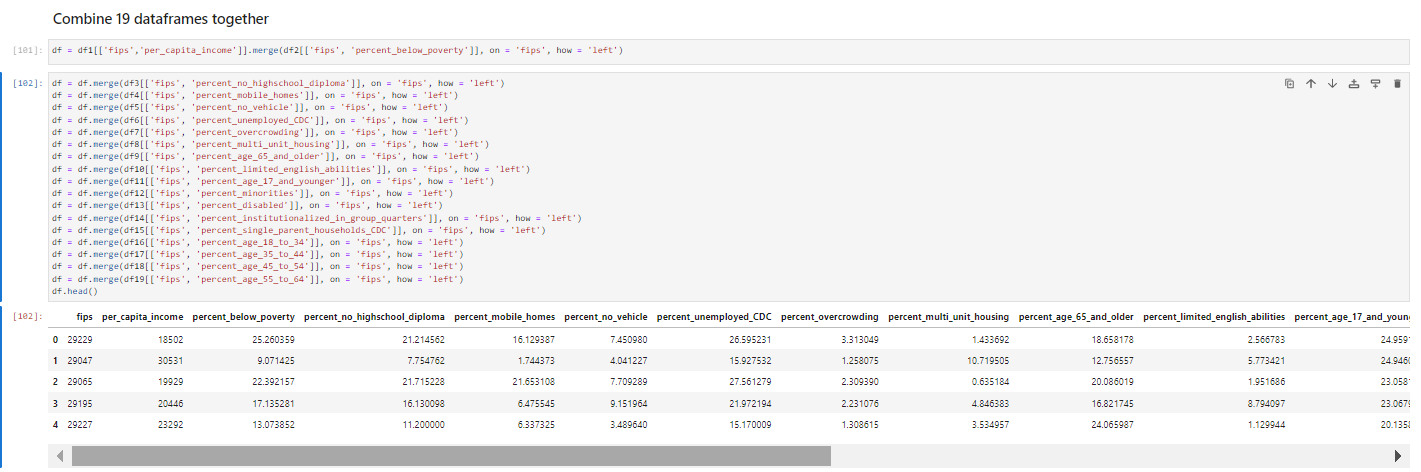 Combine 19 dataframes together
[101]: df = df1[['fips','per_capita_income']].merge(df2[['fips', 'percent_below_poverty']], on = 'fips', how = 'left')
[102]: df = df.merge(df3[['fips', 'percent_no_highschool_diploma']], on = 'fips', how = 'left')
df = df.merge(df4[['fips', 'percent_mobile_homes']], on = 'fips', how = 'left')
df = df.merge(df5[['fips', 'percent_no_vehicle']], on = 'fips', how = 'left')
df = df.merge(df6[['fips', 'percent_unemployed_CDC']], on = 'fips', how = 'left')
df = df.merge(df7[['fips', 'percent_overcrowding']], on = 'fips', how = 'left')
df = df.merge(df8[['fips', 'percent_multi_unit_housing']], on = 'fips', how = 'left')
df = df.merge(df9[['fips', 'percent_age_65_and_older']], on = 'fips', how = 'left')
df = df.merge(df10[['fips', 'percent_limited_english_abilities']], on = 'fips', how = 'left')
df = df.merge(df11[['fips', 'percent_age_17_and_younger']], on = 'fips', how = 'left')
df = df.merge(df12[['fips', 'percent_minorities']], on = 'fips', how = 'left')
df = df.merge(df13[['fips', 'percent_disabled']], on = 'fips', how = 'left')
df = df.merge(df14[['fips', 'percent_institutionalized_in_group_quarters']], on = 'fips', how = 'left')
df = df.merge(df15[['fips', 'percent_single_parent_households_CDC']], on = 'fips', how = 'left')
df = df.merge(df16[['fips', 'percent_age_18_to_34']], on = 'fips', how = 'left')
df = df.merge(df17[['fips', 'percent_age_35_to_44']], on = 'fips', how = 'left')
df = df.merge(df18[['fips', 'percent_age_45_to_54']], on = 'fips', how = 'left')
df = df.merge(df19[['fips', 'percent_age_55_to_64']], on = 'fips', how = 'left')
df.head()
[102]: fips per_capita_income percent_below_poverty percent_no_highschool_diploma percent_mobile_homes percent_no_vehicle percent_unemployed_CDC percent_overcrowding percent_multi_unit_housing percent_age_65_and_older percent_limited_english_abilities percent_age_17_and_young
0 29229 18502 25.260359 21.214562 16.129387 7.450980 26.595231 3.313049 1.433692 18.658178 2.566783 24.959
1 29047 30531 9.071425 7.754762 1.744373 4.041227 15.927532 1.258075 10.719505 12.756557 5.773421 24.946
2 29065 19929 22.392157 21.715228 21.653108 7.709289 27.561279 2.309390 0.635184 20.086019 1.951686 23.058
3 29195 20446 17.135281 16.130098 6.475545 9.151964 21.972194 2.231076 4.846383 16.821745 8.794097 23.067
4 29227 23292 13.073852 11.200000 6.337325 3.489640 15.170009 1.308615 3.534957 24.065987 1.129944 20.135